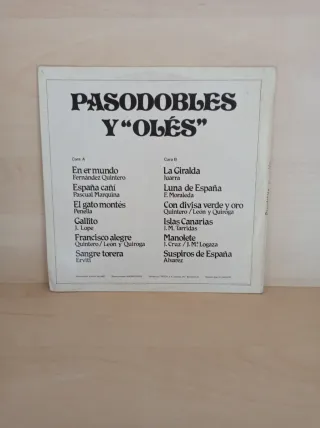 PASODOBLES
Y "OLÉS"
Cara A
En er mundo
Fernández Quintero
España cañí
Pascual Marquina
El gato montés
Penella
Gallito
S. Lope
Francisco alegre
Quintero / León y Quiroga
Sangre torera
Erviti
Cara B
La Giralda
Juarra
Luna de España
F. Moraleda
Con divisa verde y oro
Quintero / León y Quiroga
Islas Canarias
J. M. Tarridas
Manolete
J. Cruz / J. Mª Legaza
Suspiros de España
Álvarez